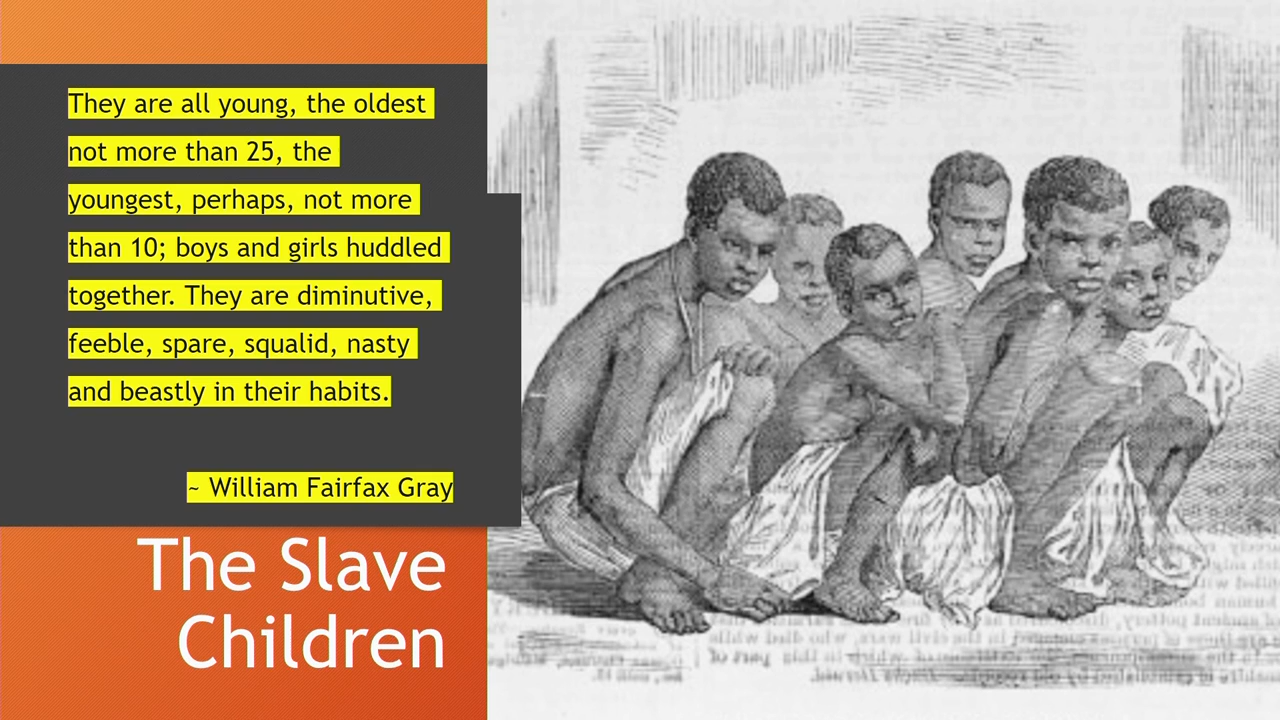 They are all young, the oldest
not more than 25, the
youngest, perhaps, not more
than 10; boys and girls huddled
together. They are diminutive,
feeble, spare, squalid, nasty
and beastly in their habits.
~ William Fairfax Gray
The Slave
Children